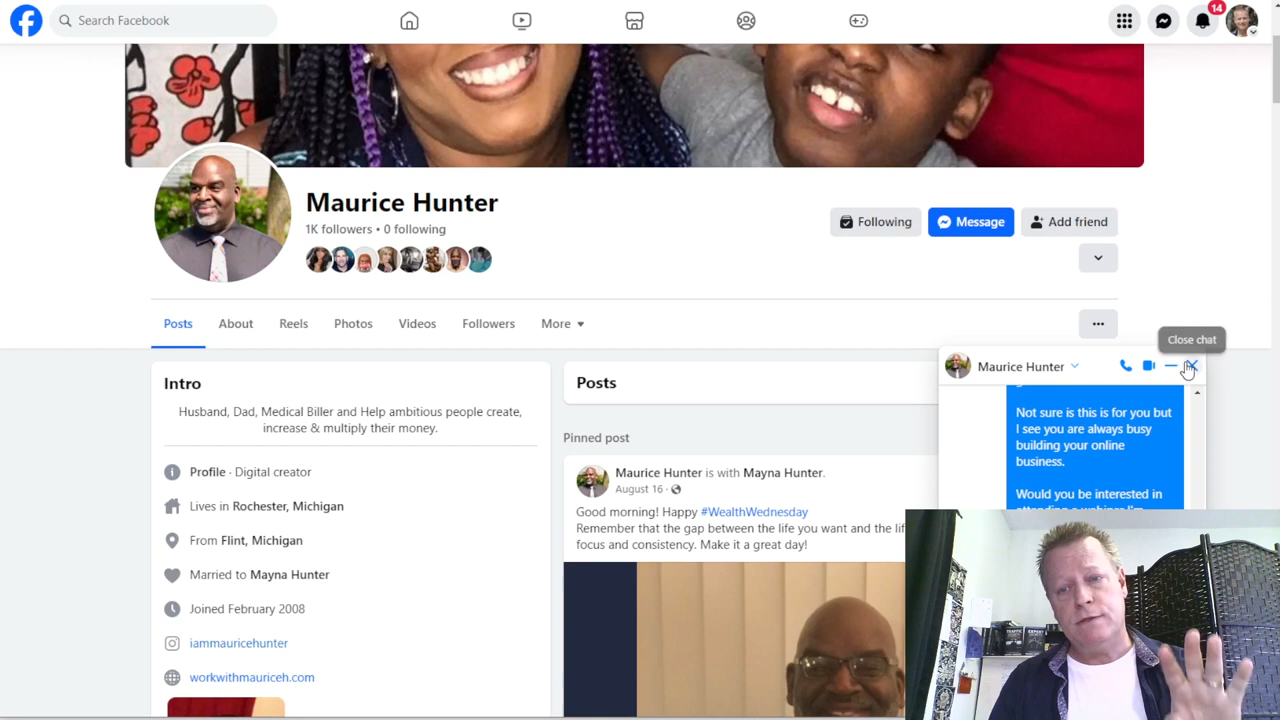 Search Facebook
14
Maurice Hunter
1K followers • 0 following
Following
Message
Add friend
Posts
About
Reels
Photos
Videos
Followers
More
Close chat
Maurice Hunter
Not sure is this is for you but
I see you are always busy
building your online
business.
Would you be interested in
Intro
Husband, Dad, Medical Biller and Help ambitious people create,
increase & multiply their money.
Profile · Digital creator
Lives in Rochester, Michigan
From Flint, Michigan
Married to Mayna Hunter
Joined February 2008
iammauricehunter
workwithmauriceh.com
Posts
Pinned post
Maurice Hunter is with Mayna Hunter.
August 16 ·
Good morning! Happy #WealthWednesday
Remember that the gap between the life you want and the life
focus and consistency. Make it a great day!
TRAFFIC
EXPERT